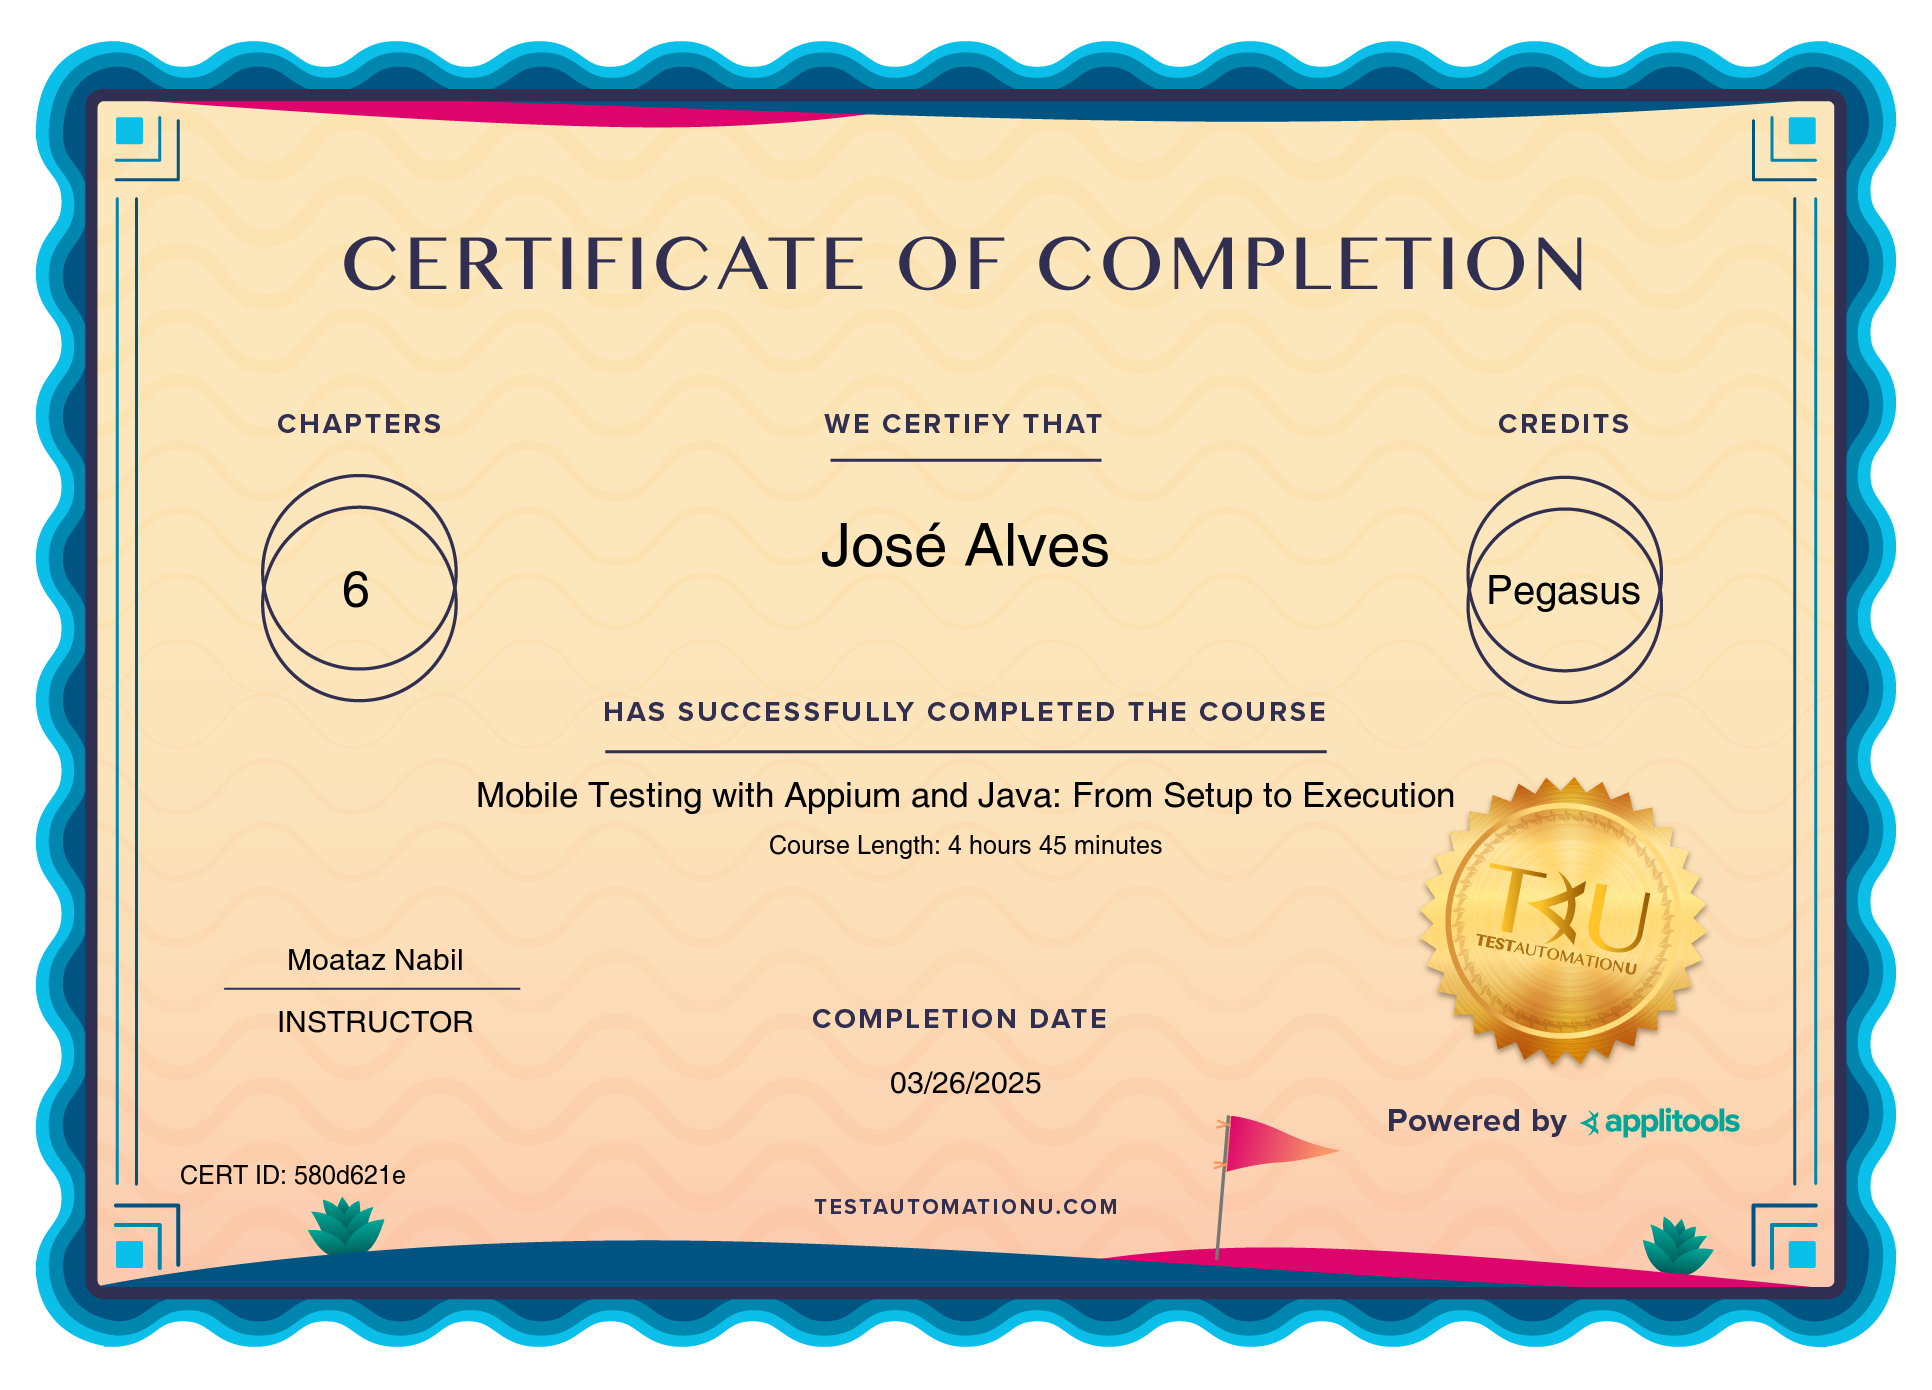 CERTIFICATE OF COMPLETION
CHAPTERS
6
WE CERTIFY THAT
José Alves
CREDITS
Pegasus
HAS SUCCESSFULLY COMPLETED THE COURSE
Mobile Testing with Appium and Java: From Setup to Execution
Course Length: 4 hours 45 minutes
TAU
TESTAUTOMATIONU
Moataz Nabil
INSTRUCTOR
COMPLETION DATE
03/26/2025
Powered by applitools
CERT ID: 580d621e
TESTAUTOMATIONU.COM